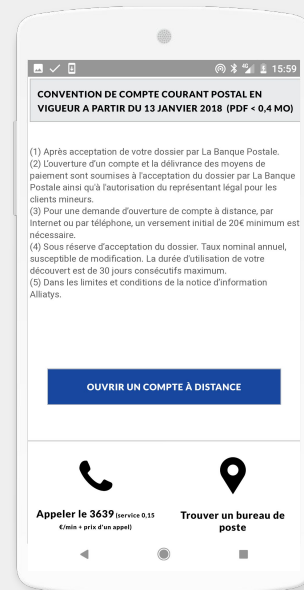 15:59
CONVENTION DE COMPTE COURANT POSTAL EN
VIGUEUR A PARTIR DU 13 JANVIER 2018 (PDF < 0,4 MO)
(1) Après acceptation de votre dossier par La Banque Postale.
(2) L'ouverture d'un compte et la délivrance des moyens de
paiement sont soumises à l'acceptation du dossier par La Banque
Postale ainsi qu'à l'autorisation du représentant légal pour les
clients mineurs.
(3) Pour une demande d'ouverture de compte à distance, par
Internet ou par téléphone, un versement initial de 20€ minimum est
nécessaire.
(4) Sous réserve d'acceptation du dossier. Taux nominal annuel,
susceptible de modification. La durée d'utilisation de votre
découvert est de 30 jours consécutifs maximum.
(5) Dans les limites et conditions de la notice d'information
Alliatys.
OUVRIR UN COMPTE À DISTANCE
Appeler le 3639 (service 0,15
€/min + prix d'un appel)
Trouver un bureau de
poste